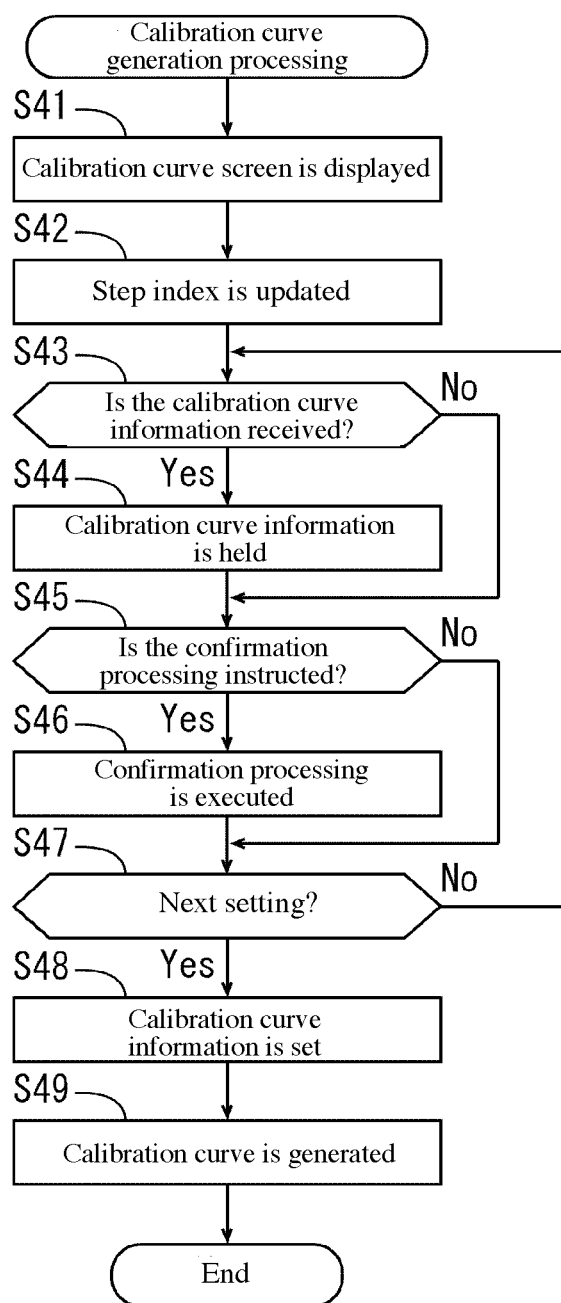 Calibration curve
generation processing
S41
Calibration curve screen is displayed
S42
Step index is updated
S43
Is the calibration curve
information received?
No
Yes
S44
Calibration curve information
is held
S45
Is the confirmation
processing instructed?
No
Yes
S46
Confirmation processing
is executed
S47
Next setting?
No
Yes
S48
Calibration curve
information is set
S49
Calibration curve is generated
End